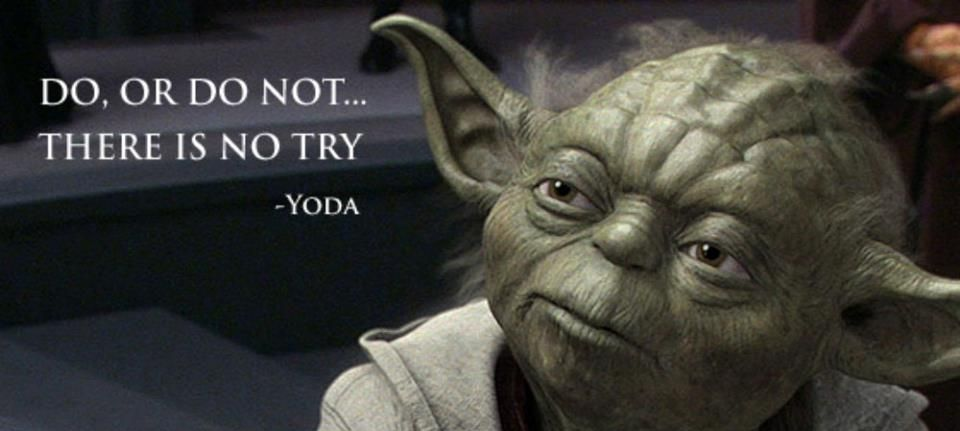 DO, OR DO NOT...
THERE IS NO TRY
-YODA